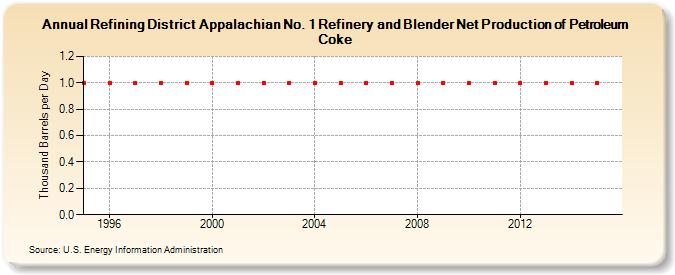 Annual Refining District Appalachian No. 1 Refinery and Blender Net Production of Petroleum
Coke
Thousand Barrels per Day
1.2
1.0
0.8
0.6
0.4
0.2
0.0
1996 2000 2004 2008 2012
Source: U.S. Energy Information Administration